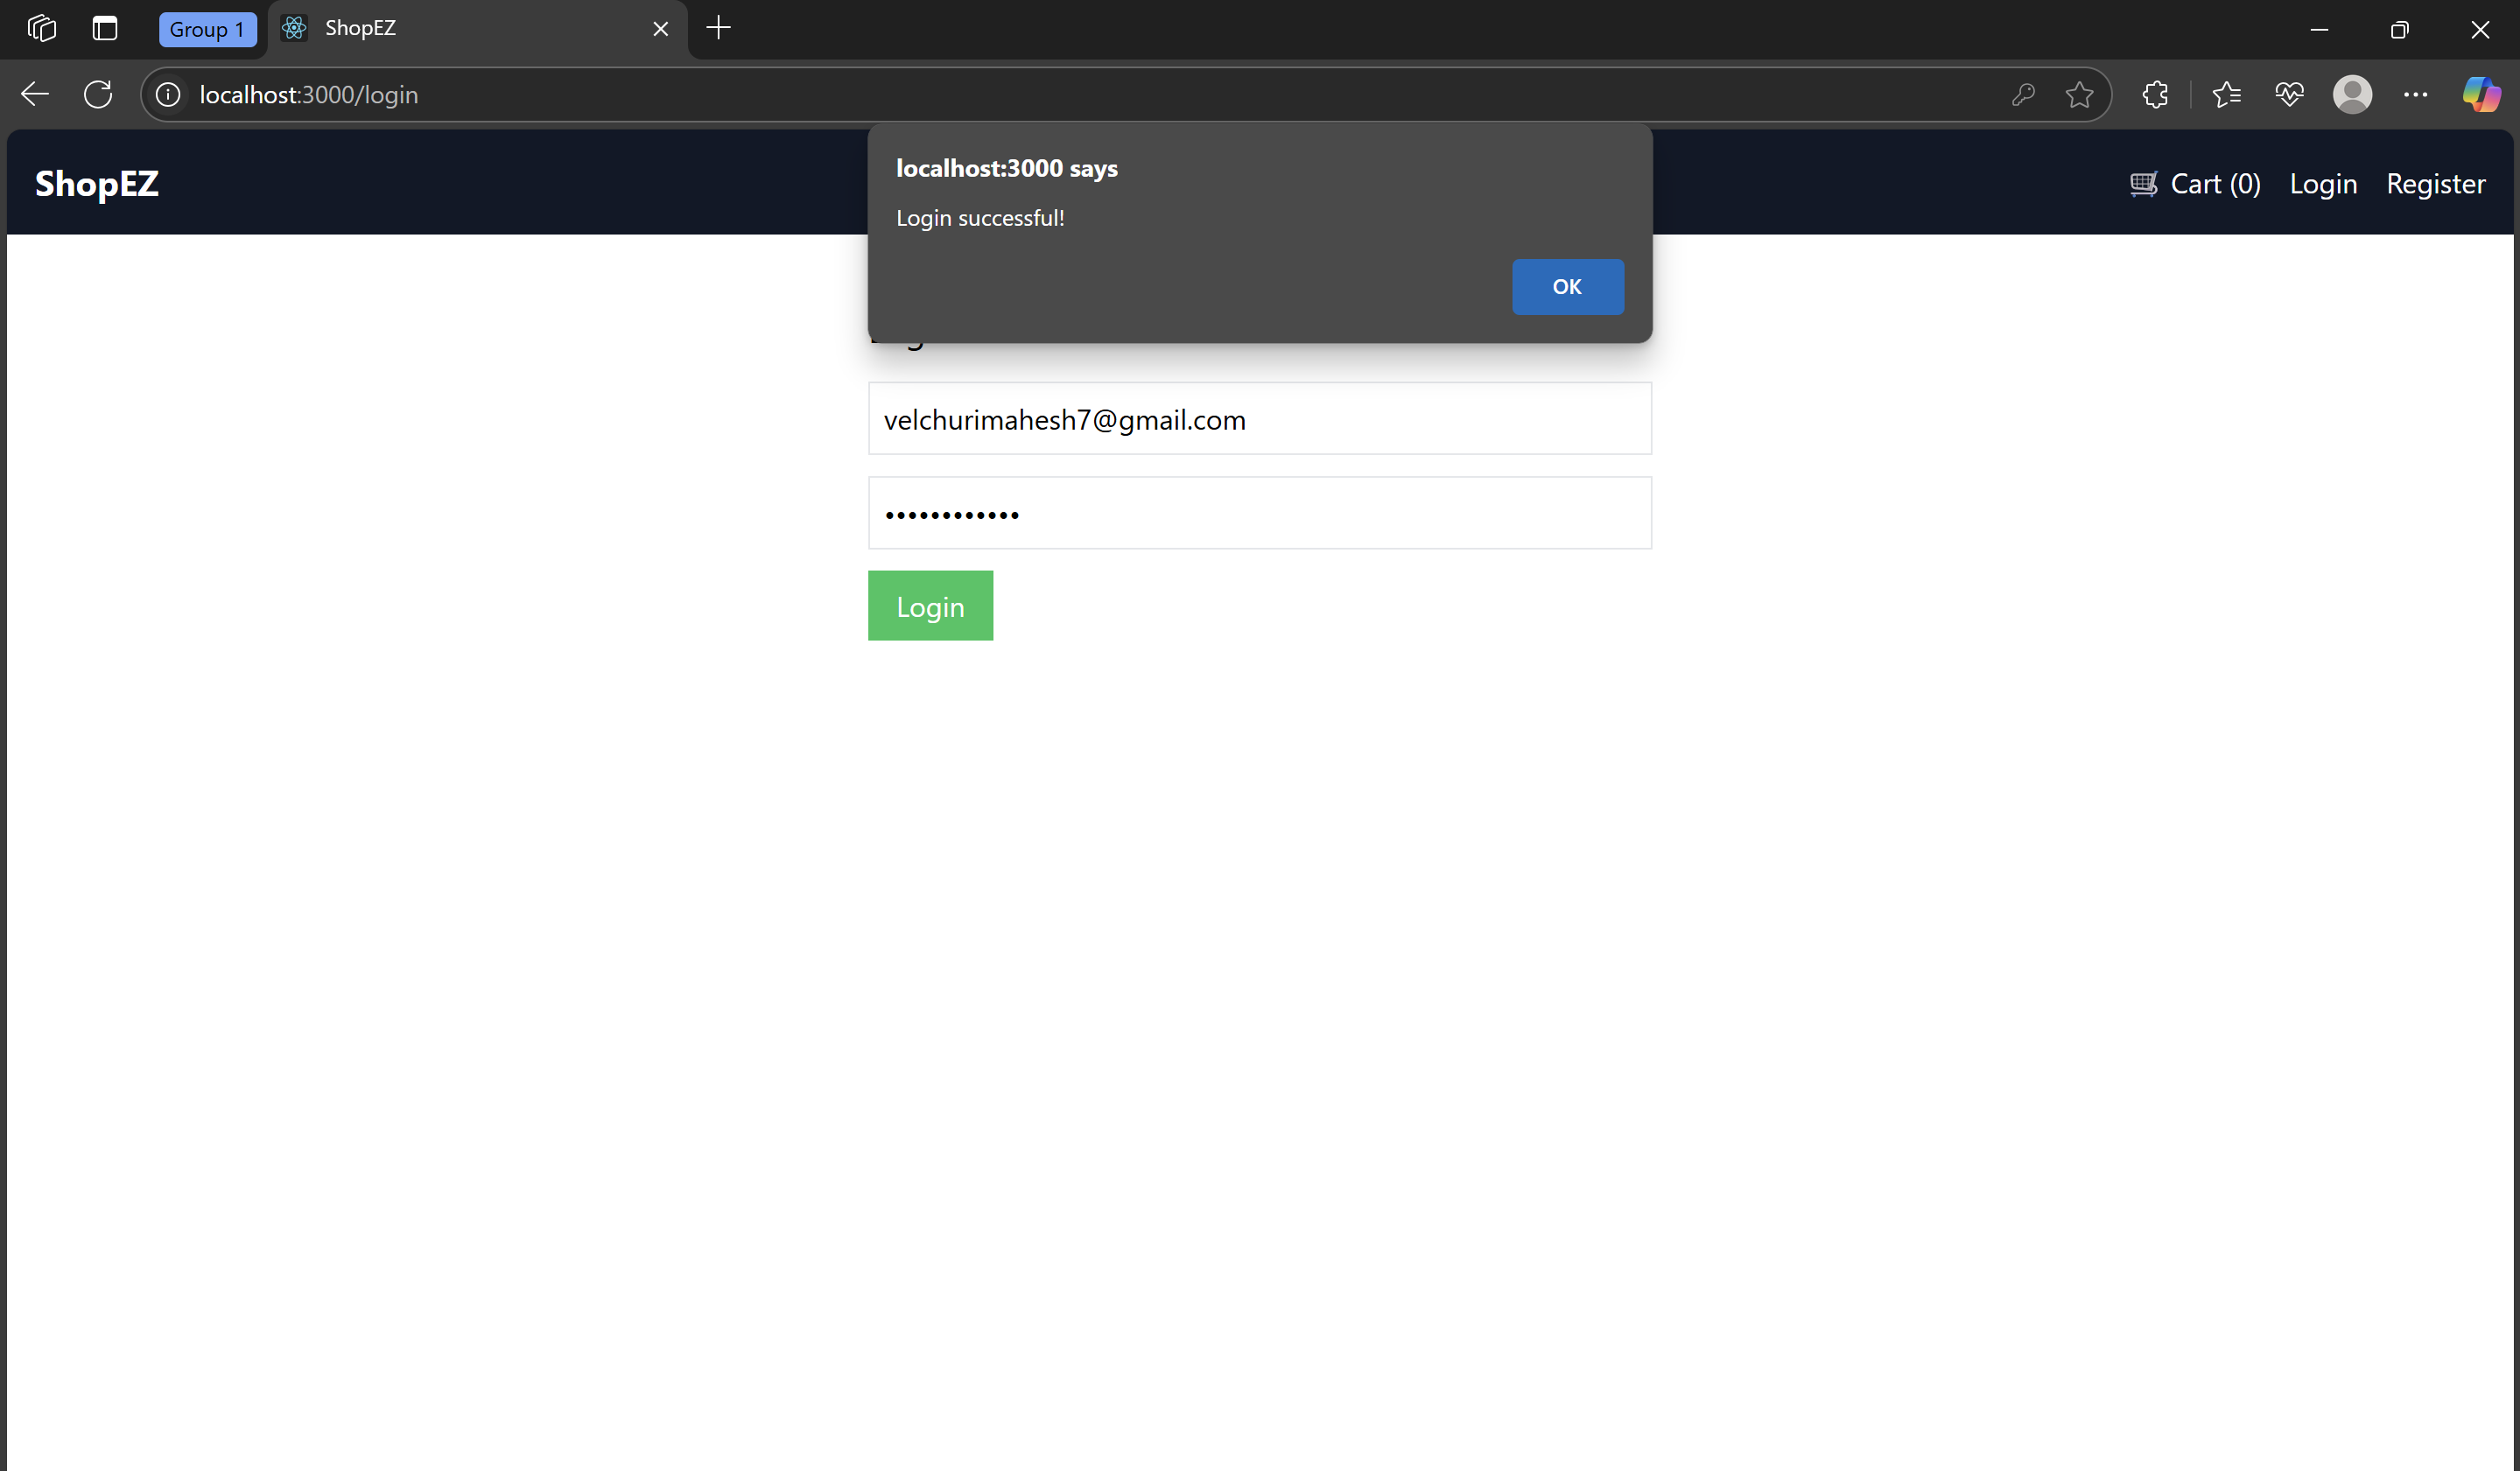 Group 1
ShopEZ
localhost:3000/login
ShopEZ
Cart (0) Login Register
localhost:3000 says
Login successful!
OK
velchurimahesh7@gmail.com
••••••••••••
Login